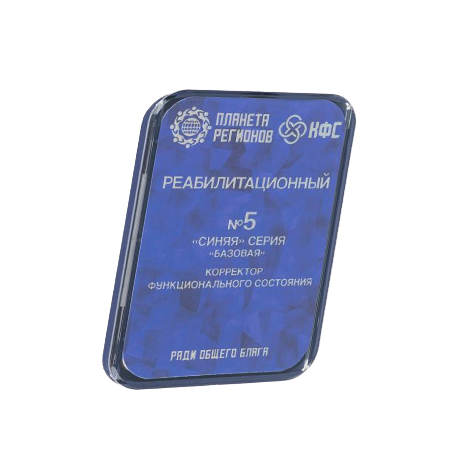 ПЛАНЕТА
РЕГИОНОВ
КФС
РЕАБИЛИТАЦИОННЫЙ
№5
«СИНЯЯ» СЕРИЯ
«БАЗОВАЯ»
КОРРЕКТОР
ФУНКЦИОНАЛЬНОГО СОСТОЯНИЯ
РАДИ ОБЩЕГО БЛАГА